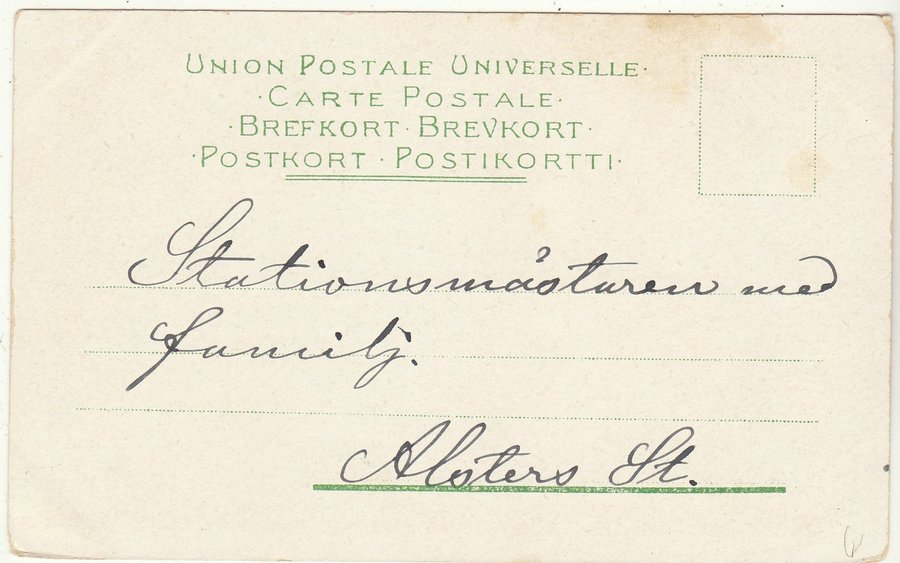 UNION POSTALE UNIVERSELLE·
·CARTE POSTALE·
·BREFKORT·BREVKORT·
·POSTKORT·POSTIKORTTI·
Stationsmåstaren med
familj.
Alsters St.